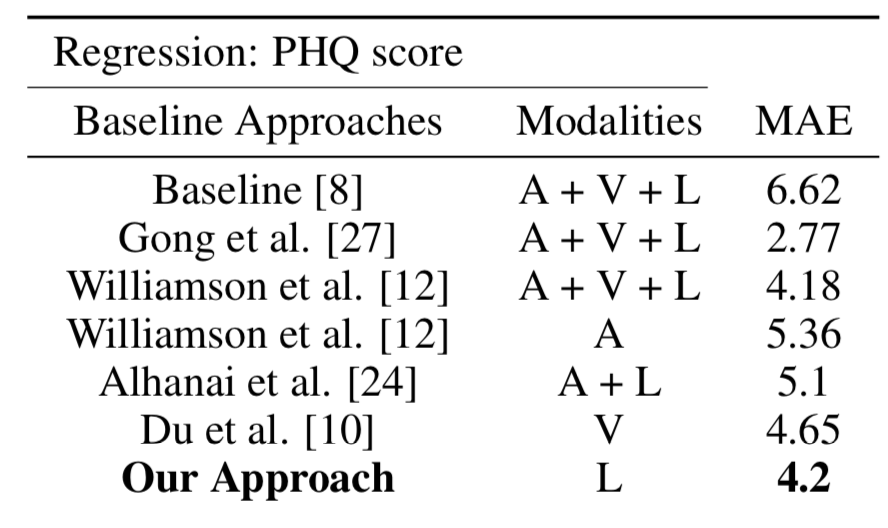 Regression: PHQ score
Baseline Approaches Modalities MAE
Baseline [8] A + V + L 6.62
Gong et al. [27] A + V + L 2.77
Williamson et al. [12] A + V + L 4.18
Williamson et al. [12] A 5.36
Alhanai et al. [24] A + L 5.1
Du et al. [10] V 4.65
Our Approach L 4.2